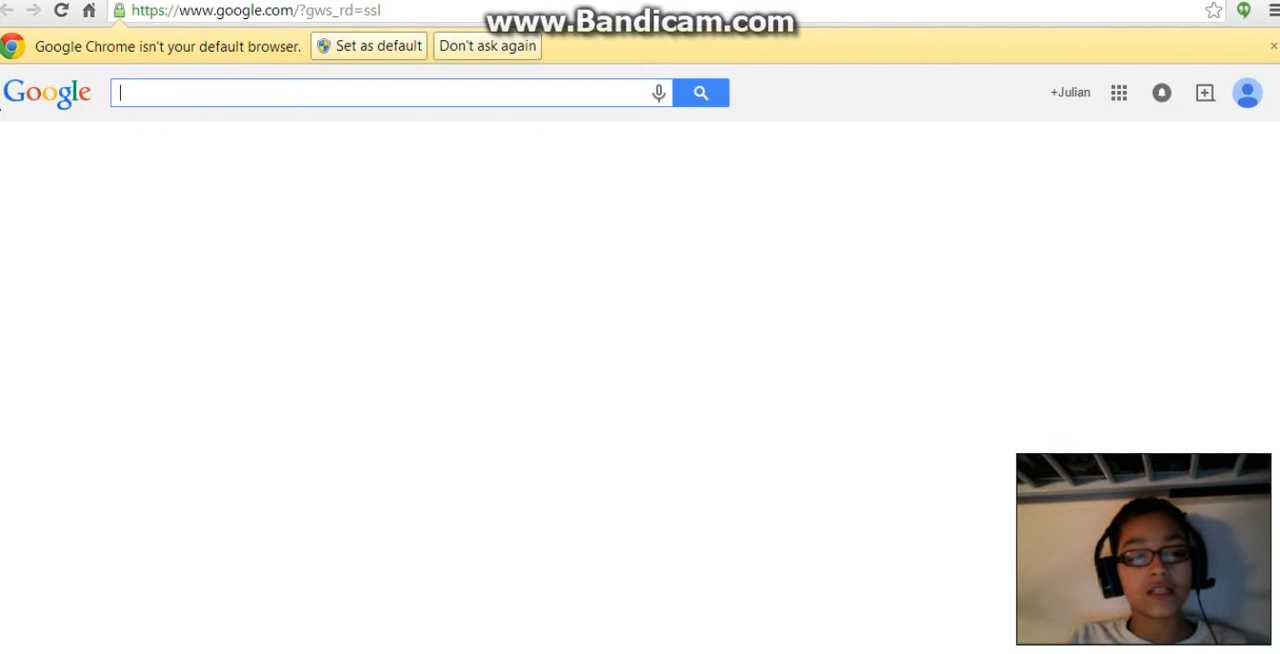 https://www.google.com/?gws_rd=ssl
www.Bandicam.com
Google Chrome isn't your default browser. Set as default Don't ask again
Google +Julian